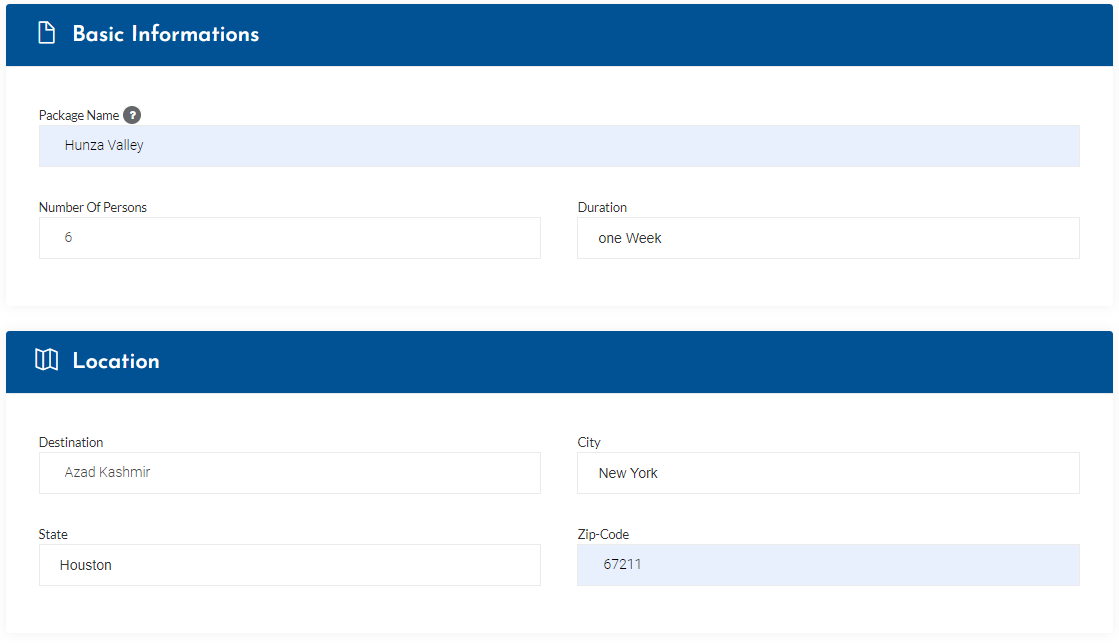 Basic Informations
Package Name ?
Hunza Valley
Number Of Persons
Duration
6
one Week
Location
Destination
City
Azad Kashmir
New York
State
Zip-Code
Houston
67211